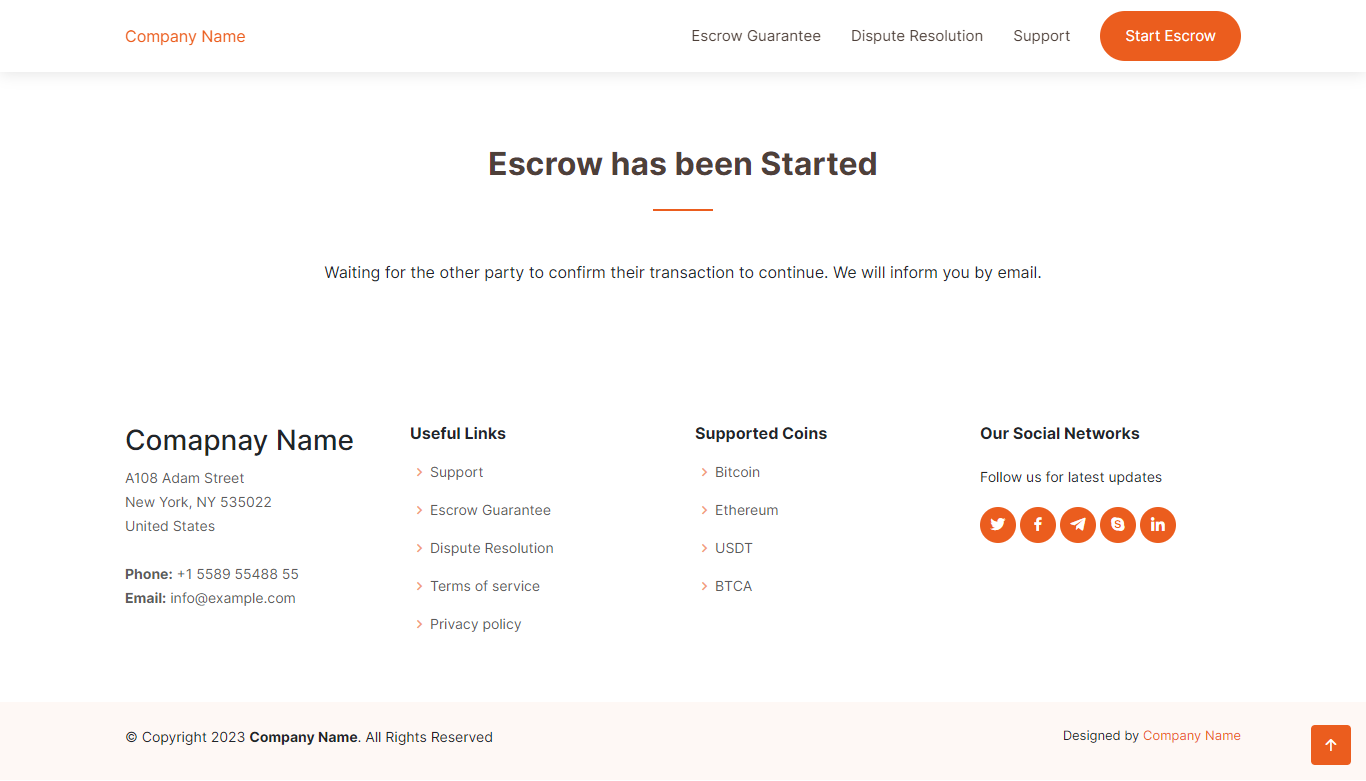 Company Name
Escrow Guarantee
Dispute Resolution
Support
Start Escrow
Escrow has been Started
Waiting for the other party to confirm their transaction to continue. We will inform you by email.
Comapnay Name
A108 Adam Street
New York, NY 535022
United States
Phone: +1 5589 55488 55
Email: info@example.com
Useful Links
Support
Escrow Guarantee
Dispute Resolution
Terms of service
Privacy policy
Supported Coins
Bitcoin
Ethereum
USDT
BTCA
Our Social Networks
Follow us for latest updates
© Copyright 2023 Company Name. All Rights Reserved
Designed by Company Name